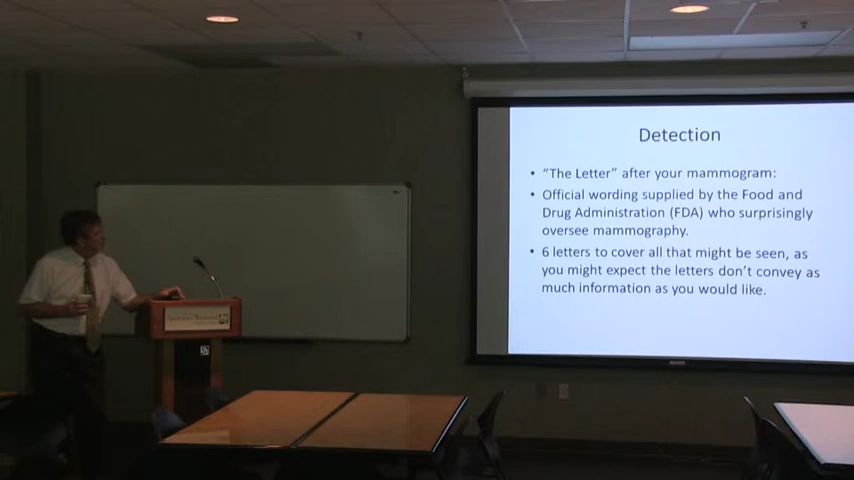 Detection
• “The Letter” after your mammogram:
• Official wording supplied by the Food and
Drug Administration (FDA) who surprisingly
oversee mammography.
• 6 letters to cover all that might be seen, as
you might expect the letters don’t convey as
much information as you would like.